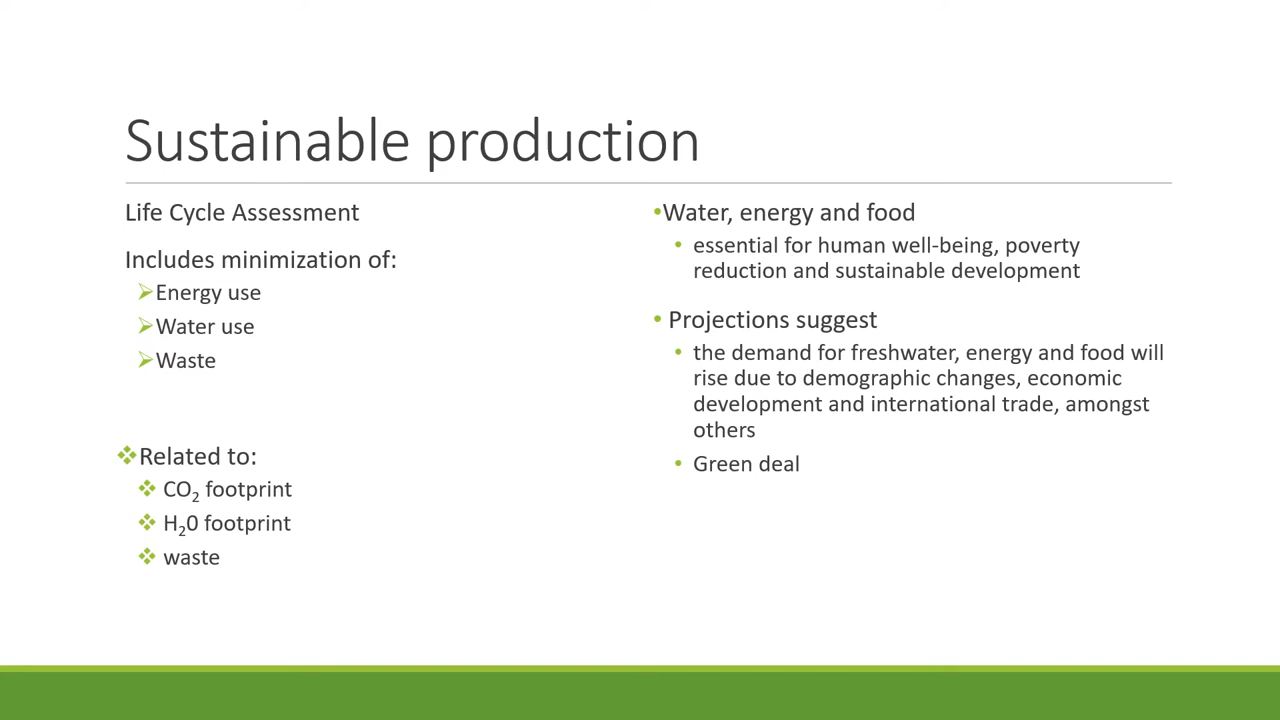 Sustainable production
Life Cycle Assessment
Includes minimization of:
Energy use
Water use
Waste
Related to:
CO₂ footprint
H₂0 footprint
waste
Water, energy and food
essential for human well-being, poverty
reduction and sustainable development
Projections suggest
the demand for freshwater, energy and food will
rise due to demographic changes, economic
development and international trade, amongst
others
Green deal